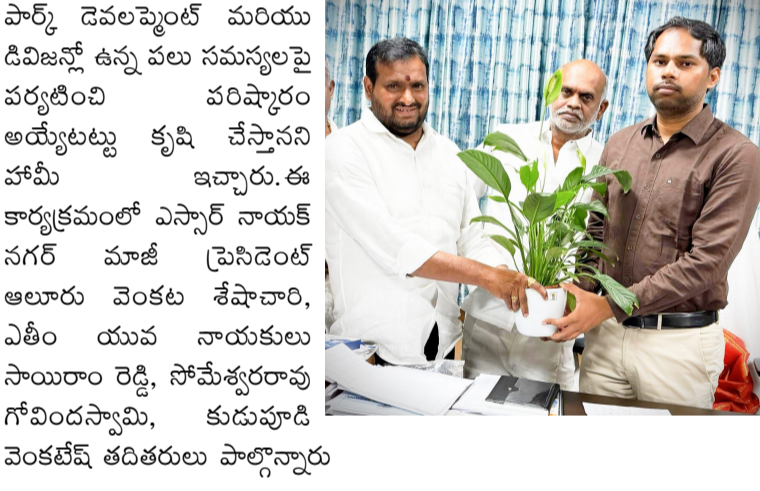 పార్క్ డెవలప్మెంట్ మరియు
డివిజన్లో ఉన్న పలు సమస్యలపై
పర్యటించి పరిష్కారం
అయ్యేటట్టు కృషి చేస్తానని
హామీ ఇచ్చారు.ఈ
కార్యక్రమంలో ఎస్సార్ నాయక్
నగర్ మాజీ ప్రెసిడెంట్
ఆలూరు వెంకట శేషాచారి,
ఎతీం యువ నాయకులు
సాయిరాం రెడ్డి, సోమేశ్వరరావు
గోవిందస్వామి, కుడుపూడి
వెంకటేష్ తదితరులు పాల్గొన్నారు